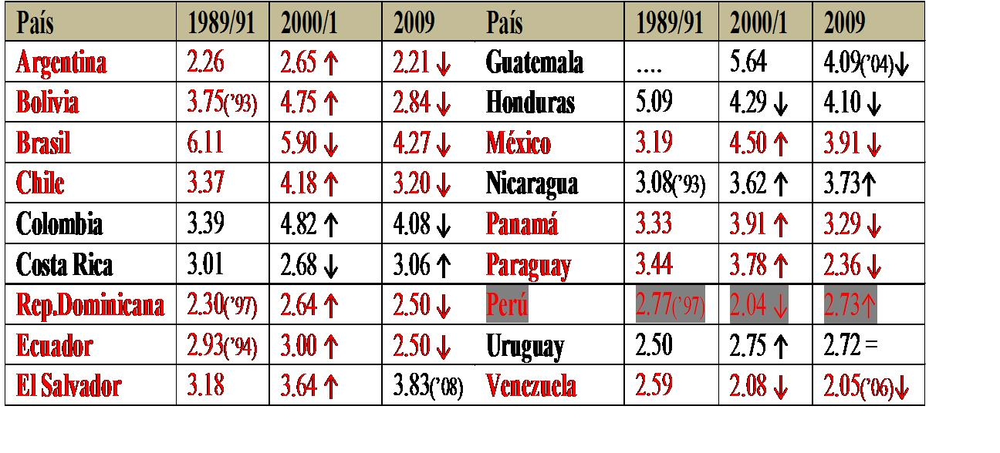 País 1989/91 2000/1 2009 País 1989/91 2000/1 2009
Argentina 2.26 2.65 ↑ 2.21 ↓ Guatemala .... 5.64 4.09('04)↓
Bolivia 3.75('93) 4.75 ↑ 2.84 ↓ Honduras 5.09 4.29 ↓ 4.10 ↓
Brasil 6.11 5.90 ↓ 4.27 ↓ México 3.19 4.50 ↑ 3.91 ↓
Chile 3.37 4.18 ↑ 3.20 ↓ Nicaragua 3.08('93) 3.62 ↑ 3.73↑
Colombia 3.39 4.82 ↑ 4.08 ↓ Panamá 3.33 3.91 ↑ 3.29 ↓
Costa Rica 3.01 2.68 ↓ 3.06 ↑ Paraguay 3.44 3.78 ↑ 2.36 ↓
Rep.Dominicana 2.30('97) 2.64 ↑ 2.50 ↓ Perú 2.77('97) 2.04 ↓ 2.73↑
Ecuador 2.93('94) 3.00 ↑ 2.50 ↓ Uruguay 2.50 2.75 ↑ 2.72 =
El Salvador 3.18 3.64 ↑ 3.83('08) Venezuela 2.59 2.08 ↓ 2.05('06)↓